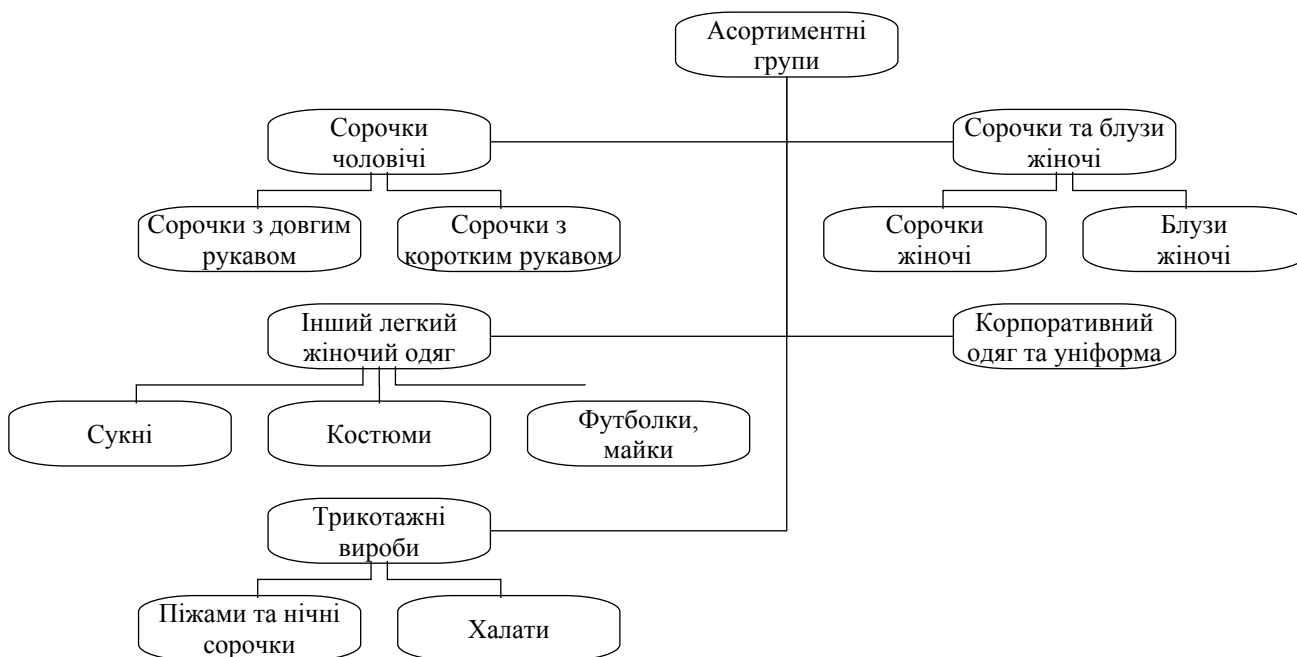 Асортиментні
групи
Сорочки
чоловічі
Сорочки та блузи
жіночі
Сорочки з довгим
рукавом
Сорочки з
коротким рукавом
Сорочки
жіночі
Блузи
жіночі
Інший легкий
жіночий одяг
Корпоративний
одяг та уніформа
Сукні
Костюми
Футболки,
майки
Трикотажні
вироби
Піжами та нічні
сорочки
Халати